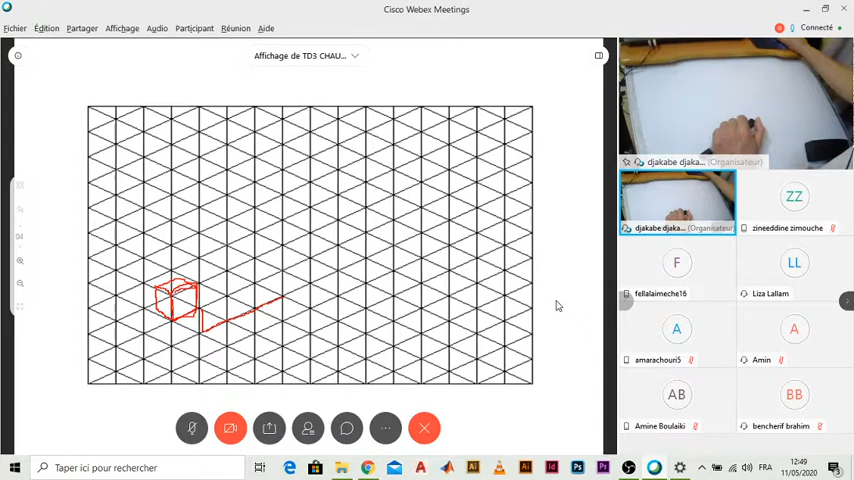 Cisco Webex Meetings
Fichier Édition Partager Affichage Audio Participant Réunion Aide
Connecté
Affichage de TD3 CHAU...
djakabe djaka... (Organisateur)
djakabe djaka... (Organisateur)
ZZ
zineeddine zimouche
F
fellalaimeche16
LL
Liza Lallam
A
amarachouri5
A
Amin
AB
Amine Boulaiki
BB
bencherif brahim
Taper ici pour rechercher
FRA
12:49
11/05/2020